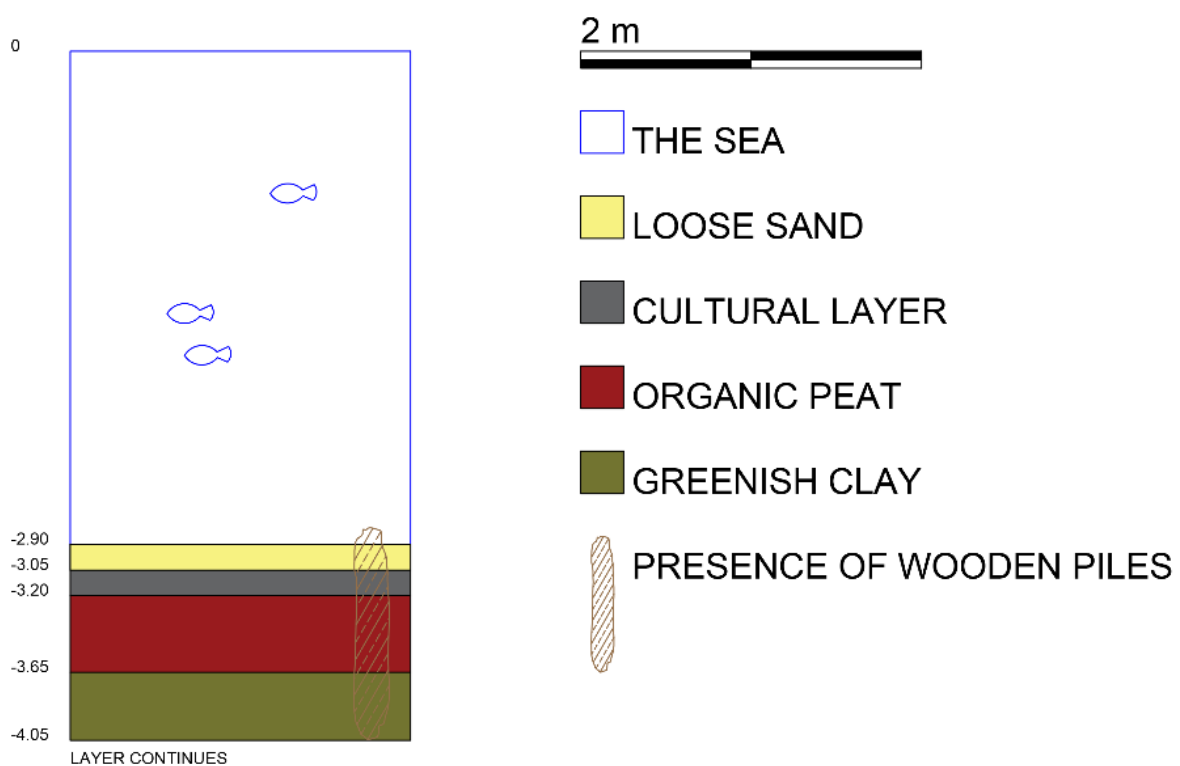 0
-2.90
-3.05
-3.20
-3.65
-4.05
LAYER CONTINUES
2 m
THE SEA
LOOSE SAND
CULTURAL LAYER
ORGANIC PEAT
GREENISH CLAY
PRESENCE OF WOODEN PILES